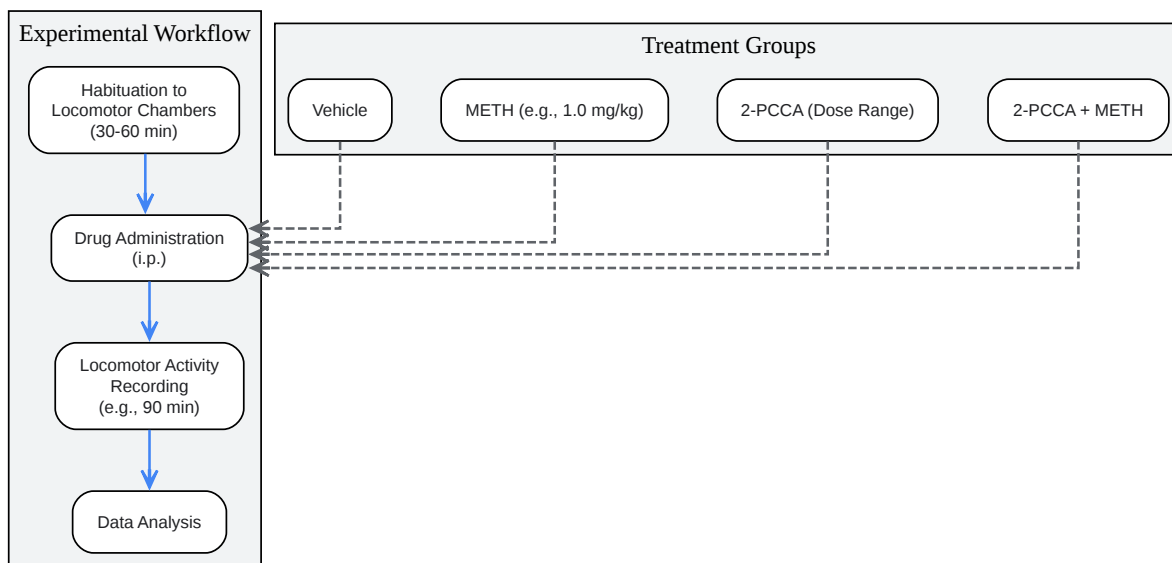 Experimental Workflow
Habituation to
Locomotor Chambers
(30-60 min)
Drug Administration
(i.p.)
Locomotor Activity
Recording
(e.g., 90 min)
Data Analysis
Treatment Groups
Vehicle
METH (e.g., 1.0 mg/kg)
2-PCCA (Dose Range)
2-PCCA + METH